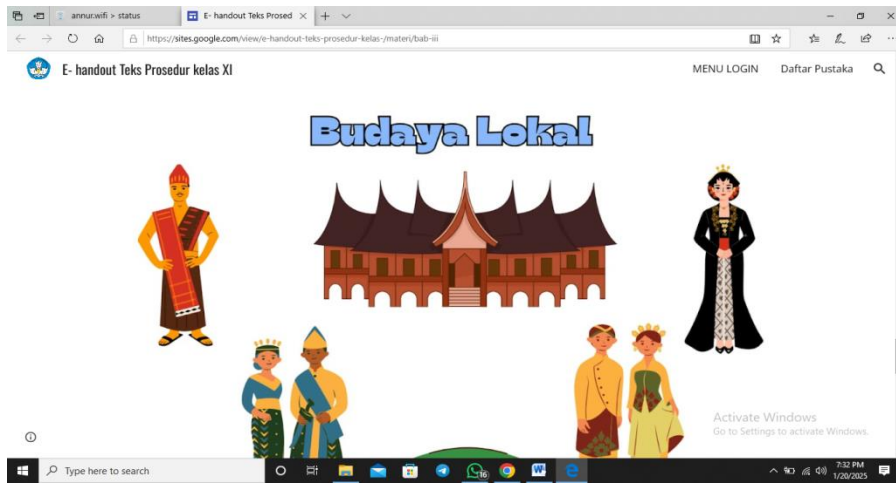 annur.wifi > status
E- handout Teks Prosed
https://sites.google.com/view/e-handout-teks-prosedur-kelas-/materi/bab-iii
E- handout Teks Prosedur kelas XI
MENU LOGIN
Daftar Pustaka
Budaya Lokal
Activate Windows
Go to Settings to activate Windows.
Type here to search
16
7:32 PM
1/20/2025